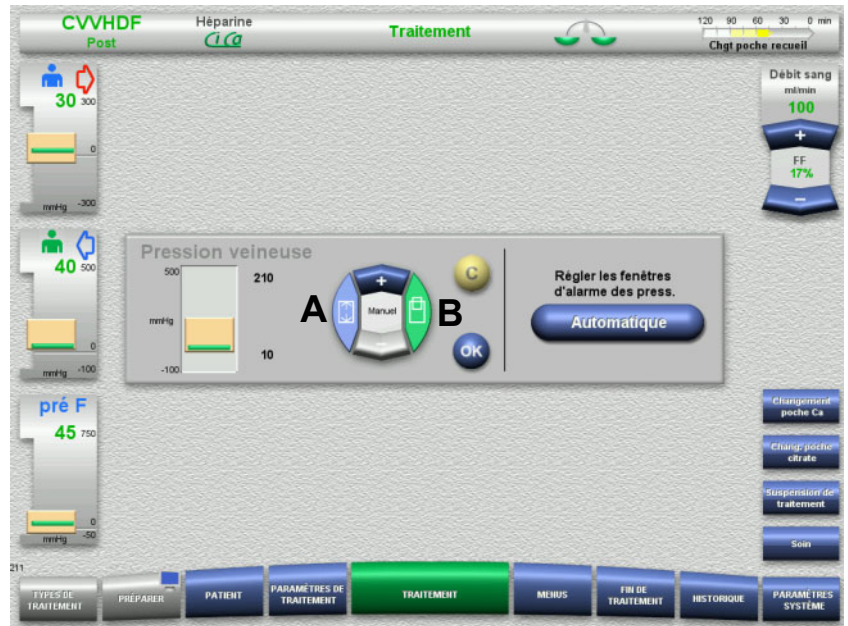 CVVHDF
Post
Héparine
CiCa
Traitement
120 90 60 30 0 min
Chgt poche recueil
30 300
0
mmHg -300
40 500
0
mmHg -100
pré F
45 750
0
mmHg -50
Pression veineuse
500
210
mmHg
10
-100
A
+
Manuel
−
B
C
OK
Régler les fenêtres
d'alarme des press.
Automatique
Débit sang
ml/min
100
+
FF
17%
−
Changement
poche Ca
Chang. poche
citrate
Suspension de
traitement
Soin
211
TYPES DE
TRAITEMENT
PRÉPARER
PATIENT
PARAMÈTRES DE
TRAITEMENT
TRAITEMENT
MENUS
FIN DE
TRAITEMENT
HISTORIQUE
PARAMÈTRES
SYSTÈME